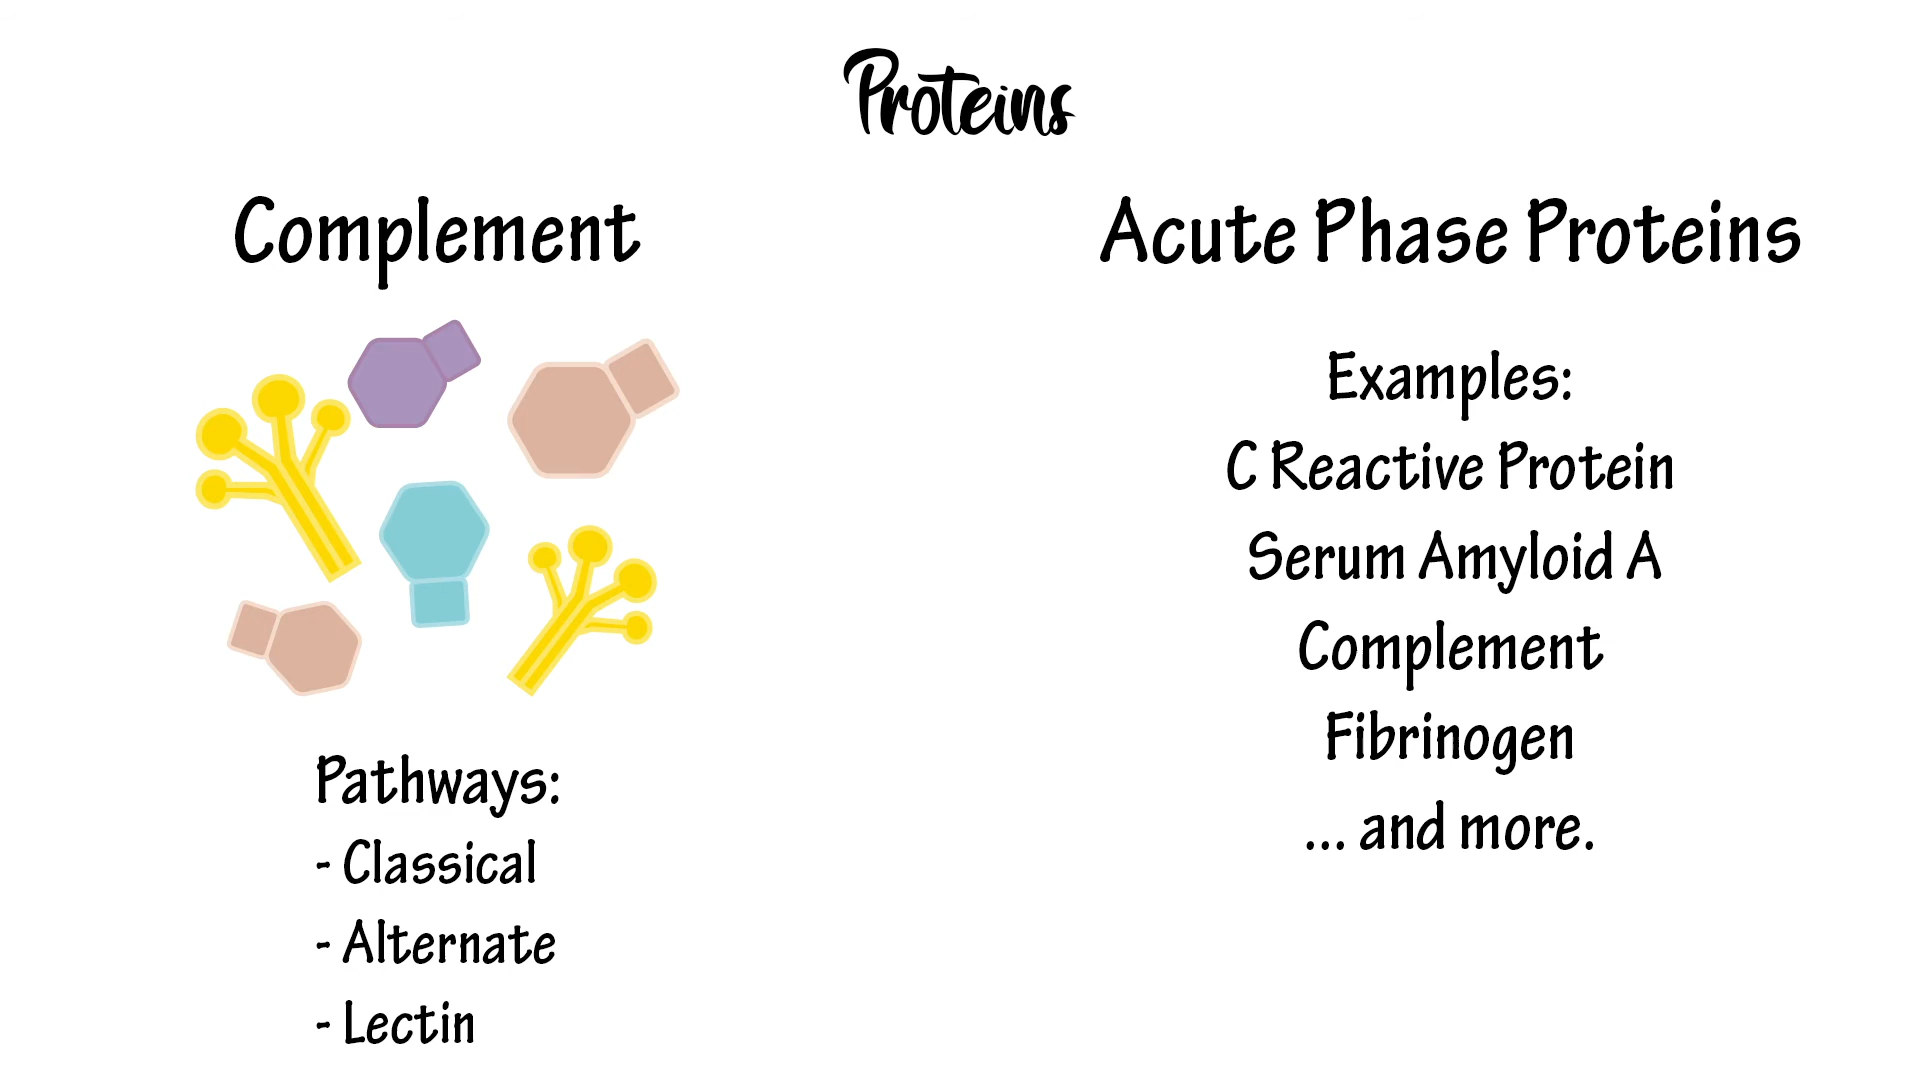 Proteins
Complement
Pathways:
- Classical
- Alternate
- Lectin
Acute Phase Proteins
Examples:
C Reactive Protein
Serum Amyloid A
Complement
Fibrinogen
... and more.